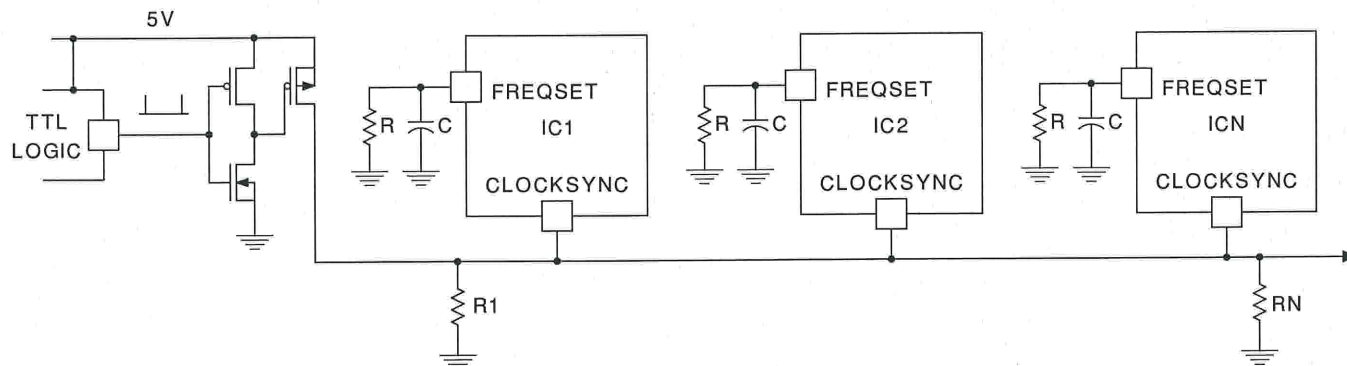 5V
TTL
LOGIC
R
C
FREQSET
IC1
CLOCKSYNC
R
C
FREQSET
IC2
CLOCKSYNC
R
C
FREQSET
ICN
CLOCKSYNC
R1
RN